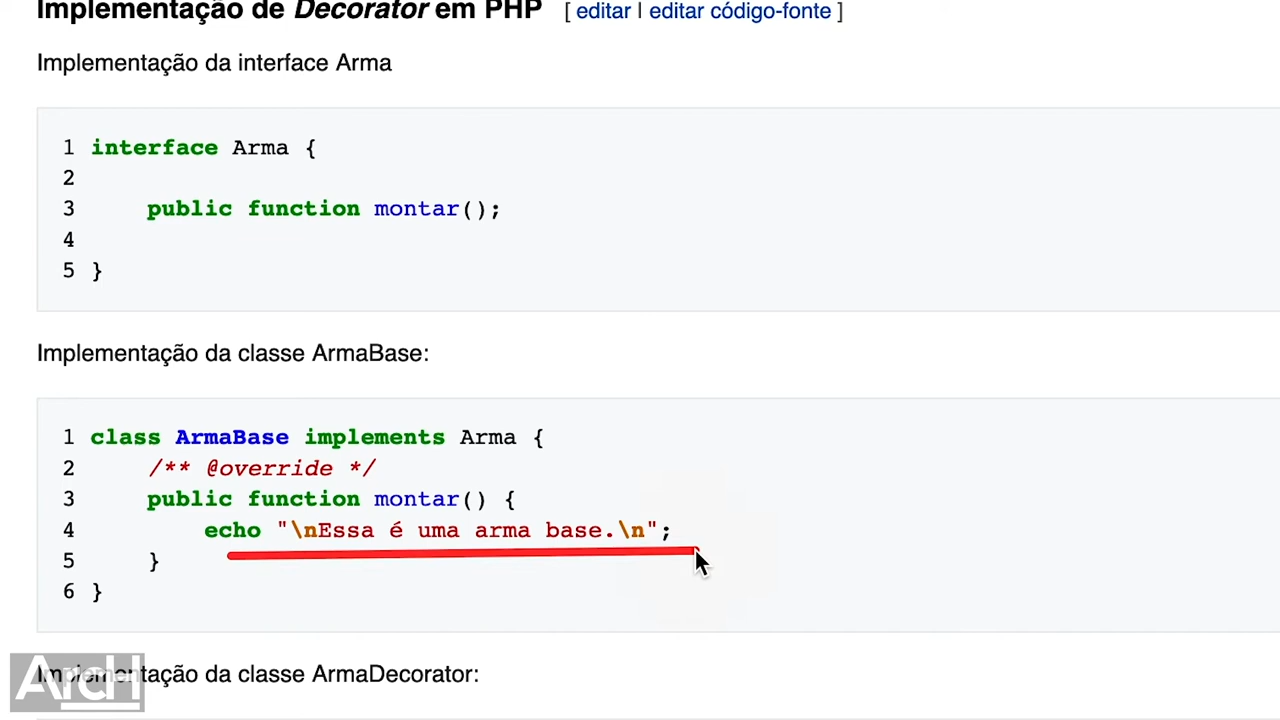 Implementação de Decorator em PHP [ editar | editar código-fonte ]
Implementação da interface Arma
1 interface Arma {
2
3 public function montar();
4
5 }
Implementação da classe ArmaBase:
1 class ArmaBase implements Arma {
2 /** @override */
3 public function montar() {
4 echo "\nEssa é uma arma base.\n";
5 }
6 }
Implementação da classe ArmaDecorator:
ArcH